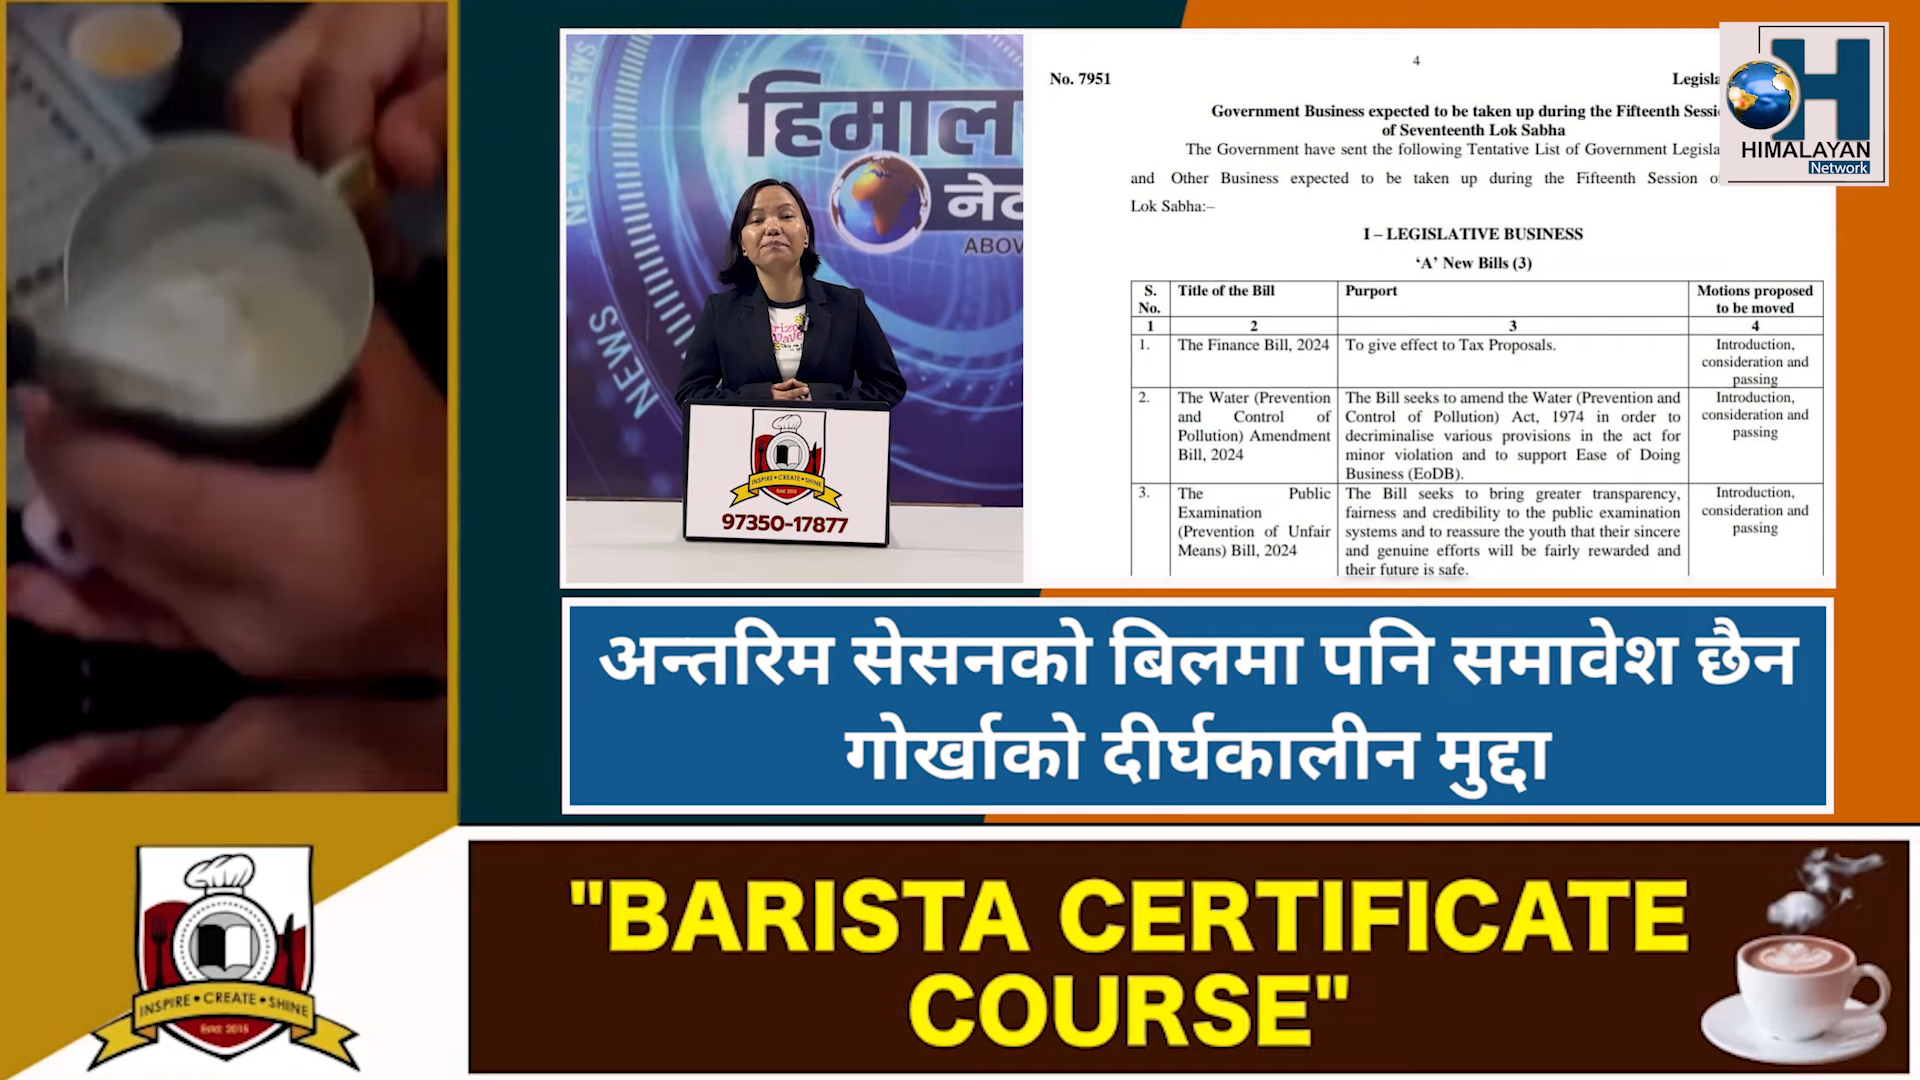 हिमाल
नेट
ABOV
NEWS
NEWS
NEWS
INSPIRE • CREATE • SHINE
Estd: 2015
97350-17877
4
No. 7951
Legisla
Government Business expected to be taken up during the Fifteenth Sessi
of Seventeenth Lok Sabha
The Government have sent the following Tentative List of Government Legisla
and Other Business expected to be taken up during the Fifteenth Session o
Lok Sabha:–
I – LEGISLATIVE BUSINESS
‘A’ New Bills (3)
S. No. Title of the Bill Purport Motions proposed to be moved
1 2 3 4
1. The Finance Bill, 2024 To give effect to Tax Proposals. Introduction,
consideration and
passing
2. The Water (Prevention
and Control of
Pollution) Amendment
Bill, 2024
The Bill seeks to amend the Water (Prevention and
Control of Pollution) Act, 1974 in order to
decriminalise various provisions in the act for
minor violation and to support Ease of Doing
Business (EoDB).
Introduction,
consideration and
passing
3. The Public
Examination
(Prevention of Unfair
Means) Bill, 2024
The Bill seeks to bring greater transparency,
fairness and credibility to the public examination
systems and to reassure the youth that their sincere
and genuine efforts will be fairly rewarded and
their future is safe.
Introduction,
consideration and
passing
H
HIMALAYAN
Network
अन्तरिम सेसनको बिलमा पनि समावेश छैन
गोर्खाको दीर्घकालीन मुद्दा
INSPIRE • CREATE • SHINE
Estd: 2015
"BARISTA CERTIFICATE
COURSE"